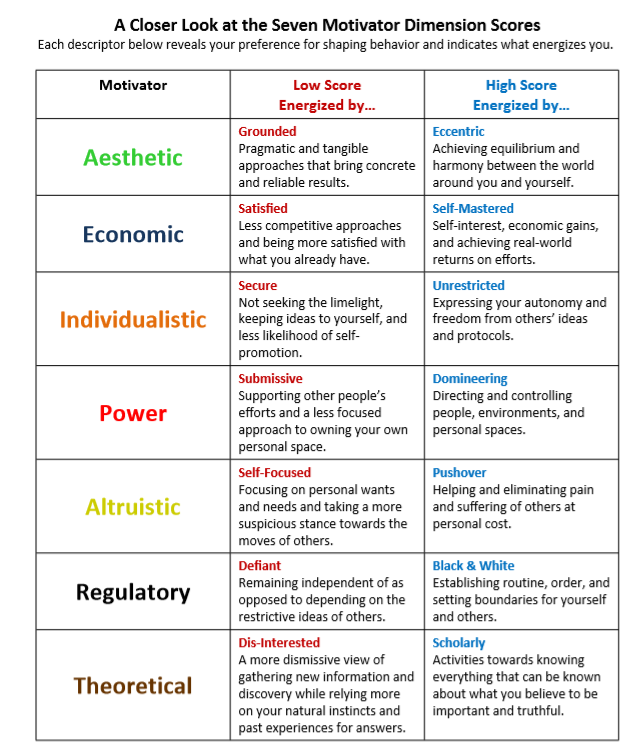 A Closer Look at the Seven Motivator Dimension Scores
Each descriptor below reveals your preference for shaping behavior and indicates what energizes you.
Motivator
Low Score
Energized by...
High Score
Energized by...
Aesthetic
Grounded
Pragmatic and tangible
approaches that bring concrete
and reliable results.
Eccentric
Achieving equilibrium and
harmony between the world
around you and yourself.
Economic
Satisfied
Less competitive approaches
and being more satisfied with
what you already have.
Self-Mastered
Self-interest, economic gains,
and achieving real-world
returns on efforts.
Individualistic
Secure
Not seeking the limelight,
keeping ideas to yourself, and
less likelihood of self-
promotion.
Unrestricted
Expressing your autonomy and
freedom from others' ideas
and protocols.
Power
Submissive
Supporting other people's
efforts and a less focused
approach to owning your own
personal space.
Domineering
Directing and controlling
people, environments, and
personal spaces.
Altruistic
Self-Focused
Focusing on personal wants
and needs and taking a more
suspicious stance towards the
moves of others.
Pushover
Helping and eliminating pain
and suffering of others at
personal cost.
Regulatory
Defiant
Remaining independent of as
opposed to depending on the
restrictive ideas of others.
Black & White
Establishing routine, order, and
setting boundaries for yourself
and others.
Theoretical
Dis-Interested
A more dismissive view of
gathering new information and
discovery while relying more
on your natural instincts and
past experiences for answers.
Scholarly
Activities towards knowing
everything that can be known
about what you believe to be
important and truthful.